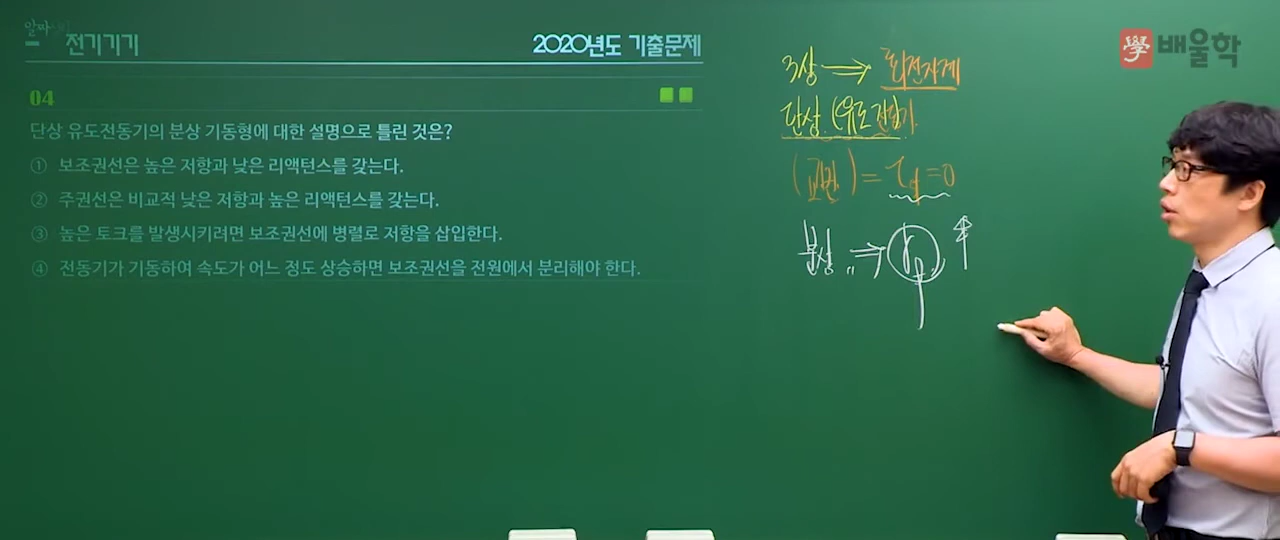 알짜
전기기기
2020년도 기출문제
學 배울학
04
단상 유도전동기의 분상 기동형에 대한 설명으로 틀린 것은?
① 보조권선은 높은 저항과 낮은 리액턴스를 갖는다.
② 주권선은 비교적 낮은 저항과 높은 리액턴스를 갖는다.
③ 높은 토크를 발생시키려면 보조권선에 병렬로 저항을 삽입한다.
④ 전동기가 기동하여 속도가 어느 정도 상승하면 보조권선을 전원에서 분리해야 한다.
3상 ⇒ 회전자계
단상 유도전동기
(교번) = = 0
분상 ⇒